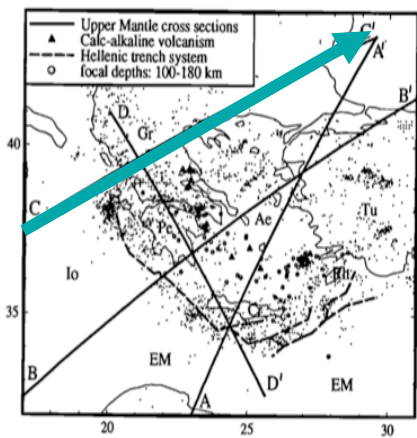 Upper Mantle cross sections
Calc-alkaline volcanism
Hellenic trench system
focal depths: 100-180 km
C'
A'
D
B'
40
Gr
C
Pe
Ae
Tu
Io
Rh
35
Cr
B
EM
D'
EM
A
20
25
30